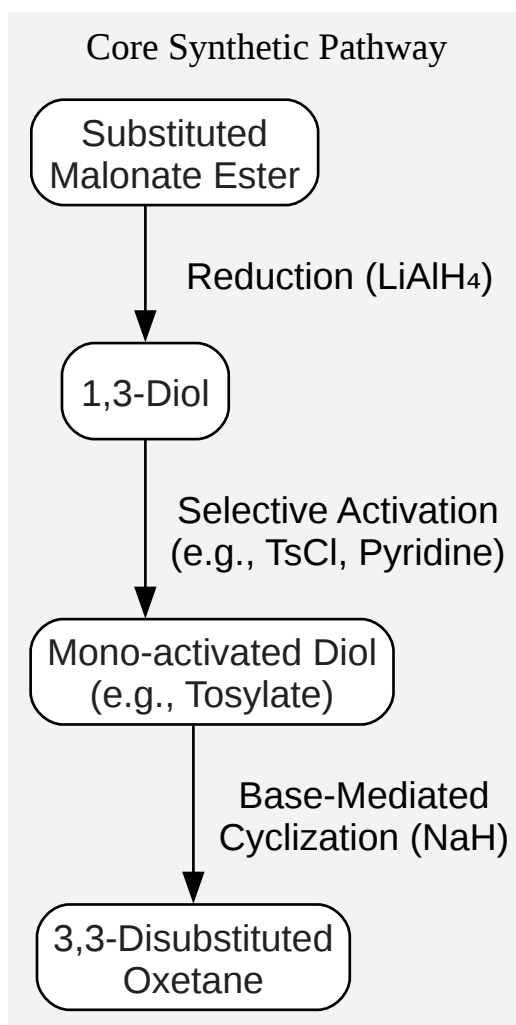 Core Synthetic Pathway
Substituted
Malonate Ester
Reduction (LiAlH₄)
1,3-Diol
Selective Activation
(e.g., TsCl, Pyridine)
Mono-activated Diol
(e.g., Tosylate)
Base-Mediated
Cyclization (NaH)
3,3-Disubstituted
Oxetane